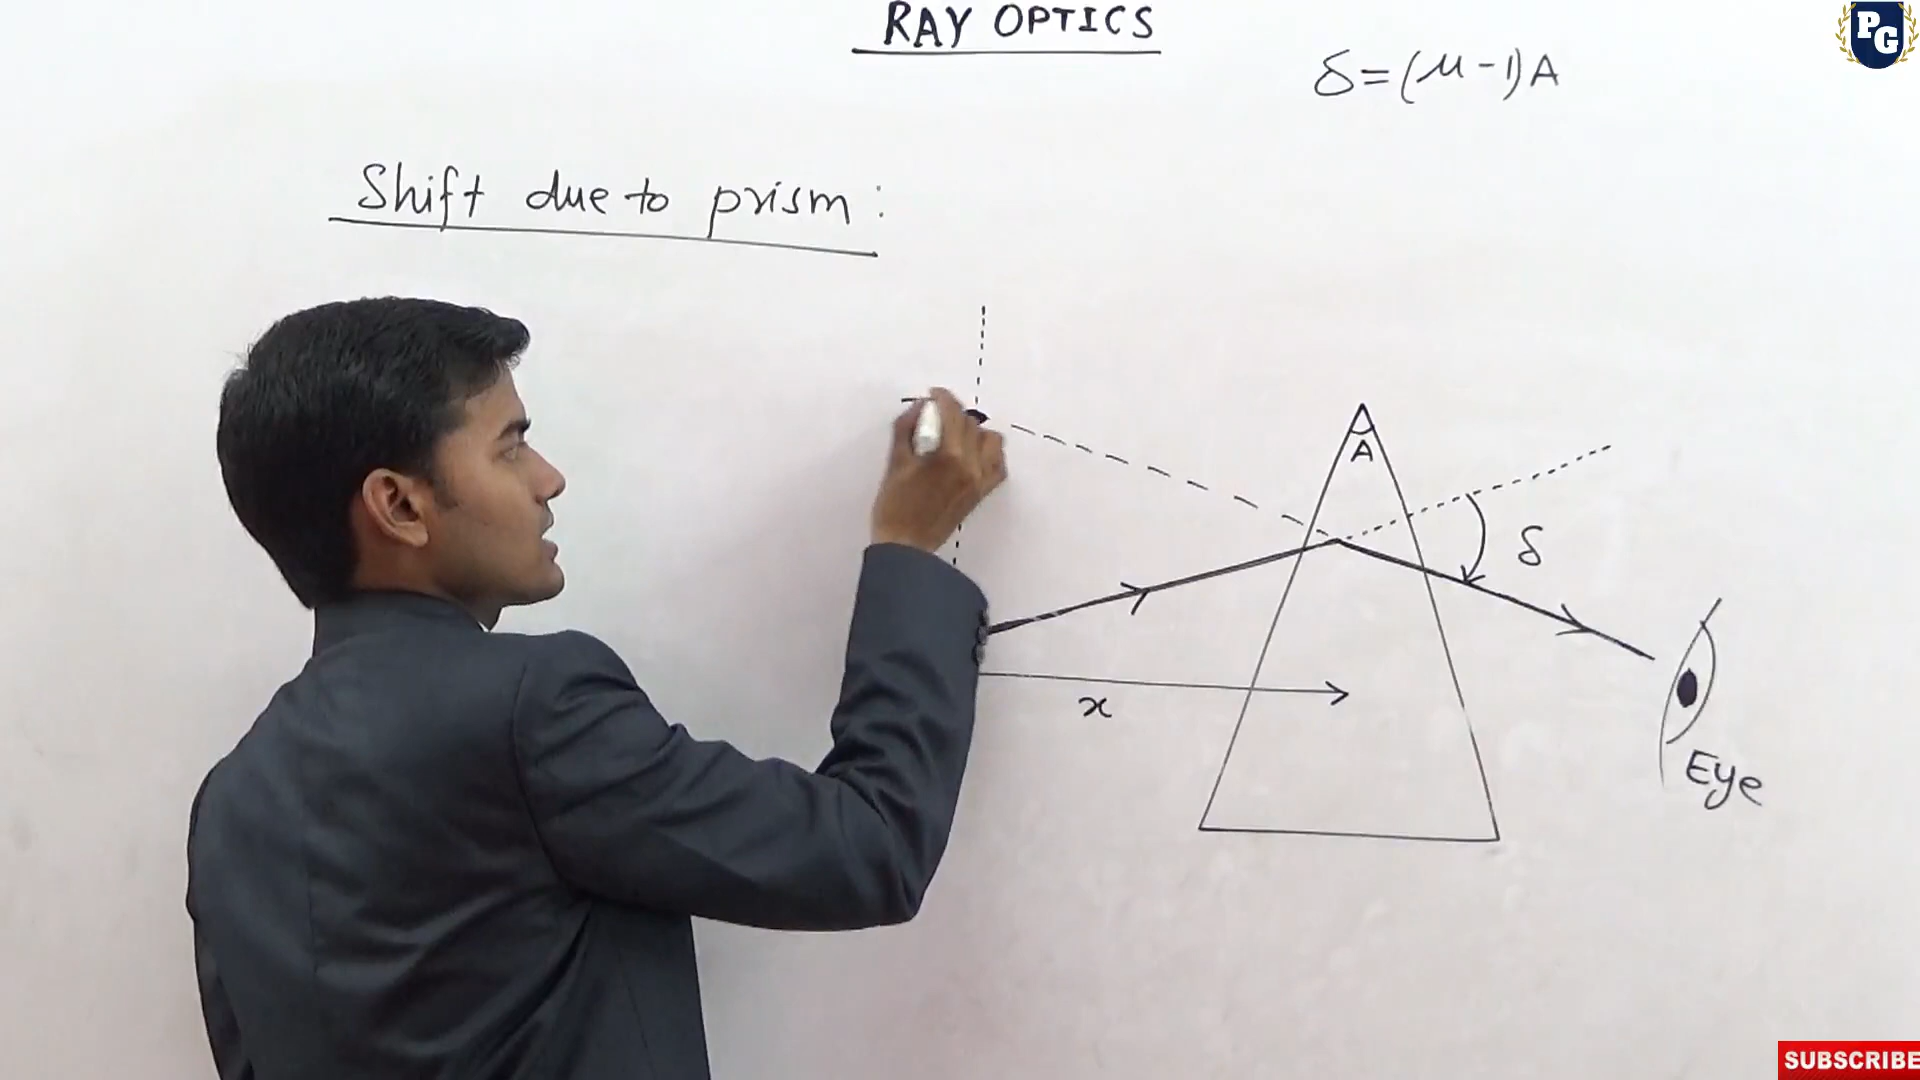 RAY OPTICS
PG
δ=(μ-1)A
Shift due to prism:
A
δ
x
Eye
SUBSCRIBE